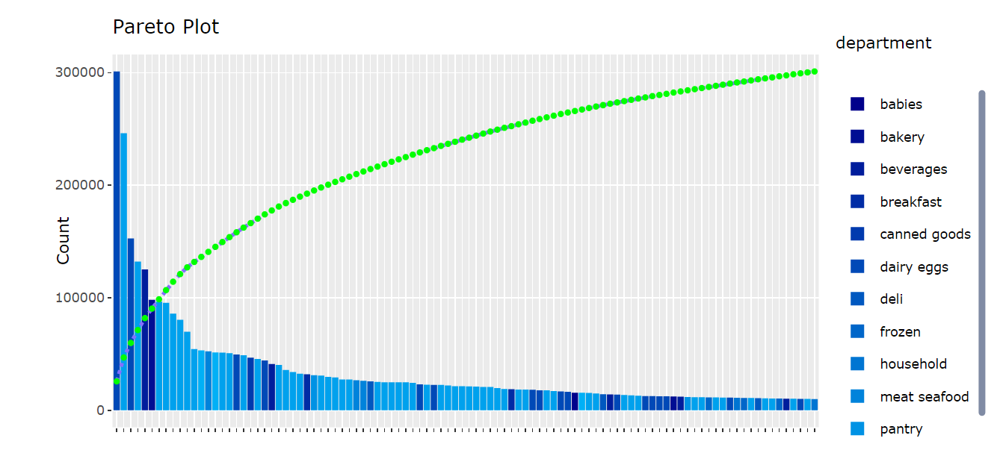 Pareto Plot
300000
200000
100000
0
Count
department
babies
bakery
beverages
breakfast
canned goods
dairy eggs
deli
frozen
household
meat seafood
pantry